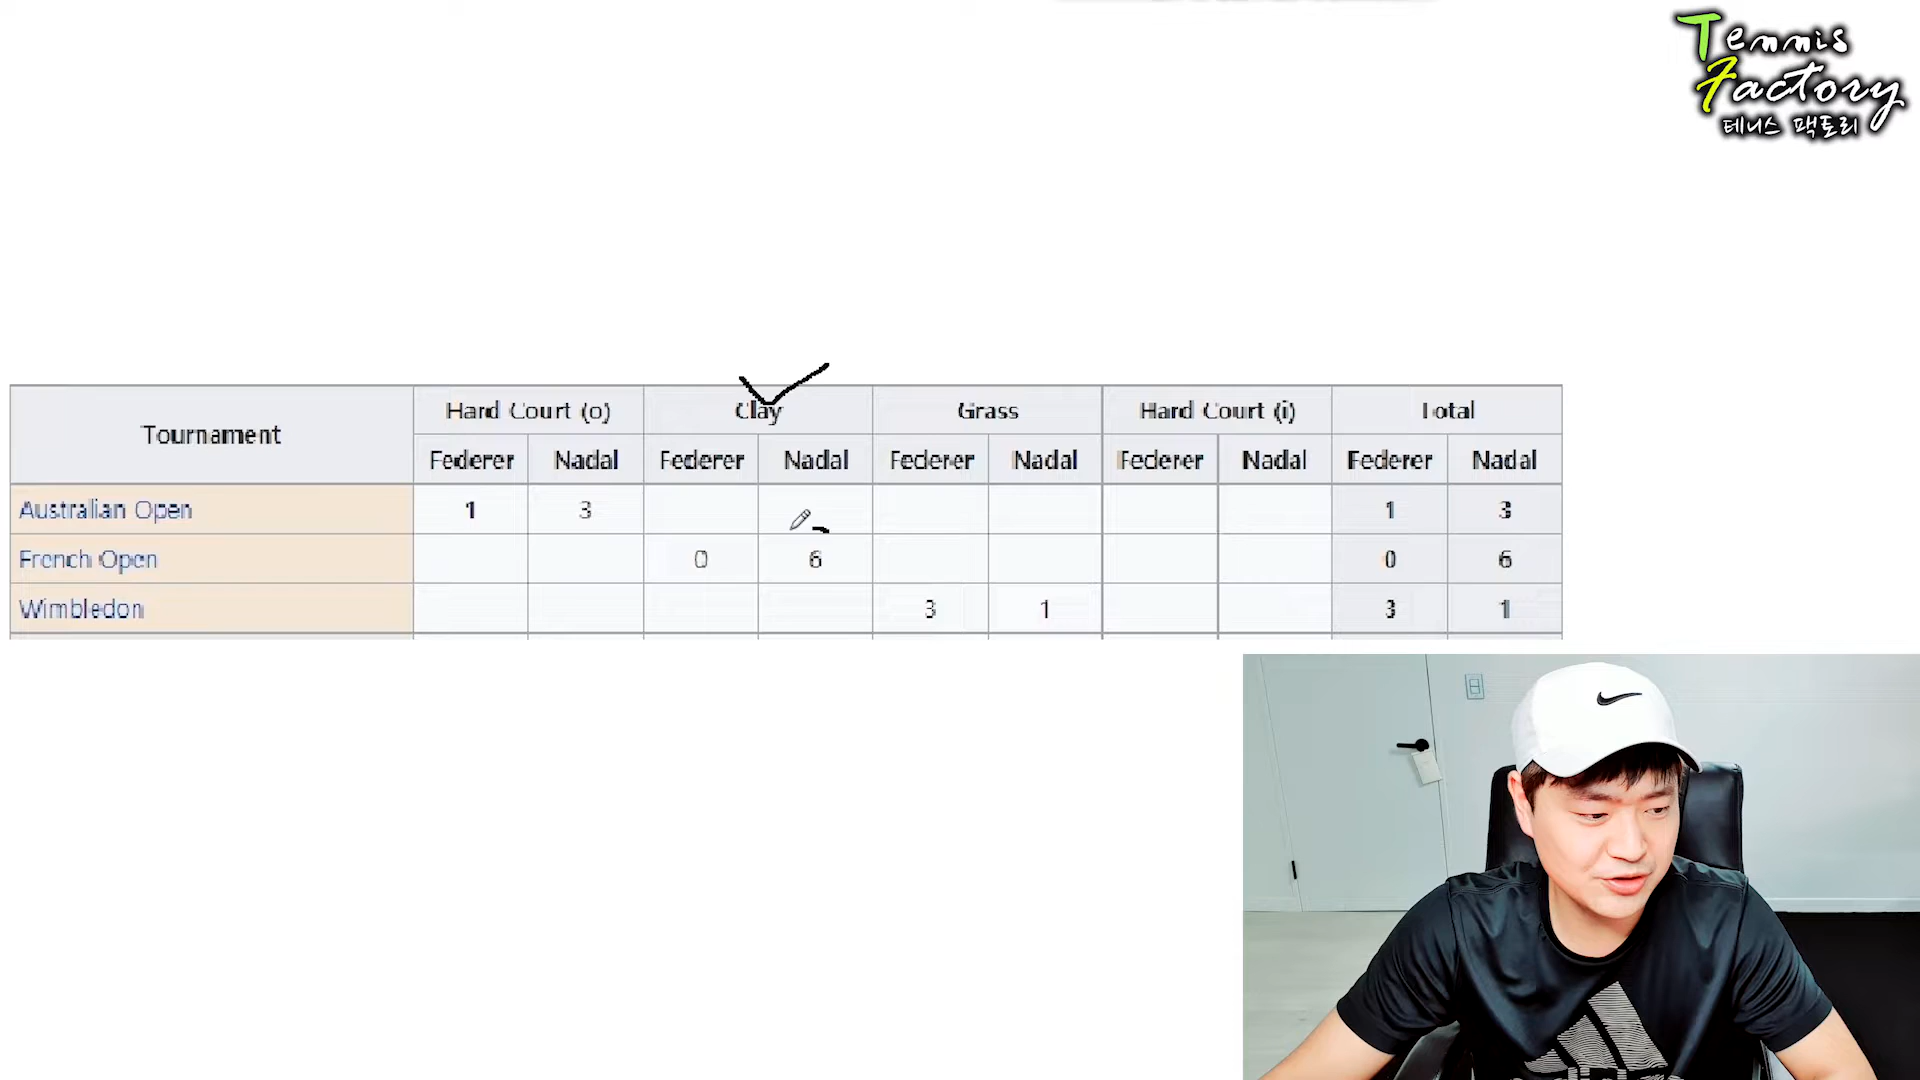 Tennis
Factory
테니스 팩토리
Tournament Hard Court (o) Clay Grass Hard Court (i) Total
Federer Nadal Federer Nadal Federer Nadal Federer Nadal Federer Nadal
Australian Open 1 3 1 3
French Open 0 6 0 6
Wimbledon 3 1 3 1